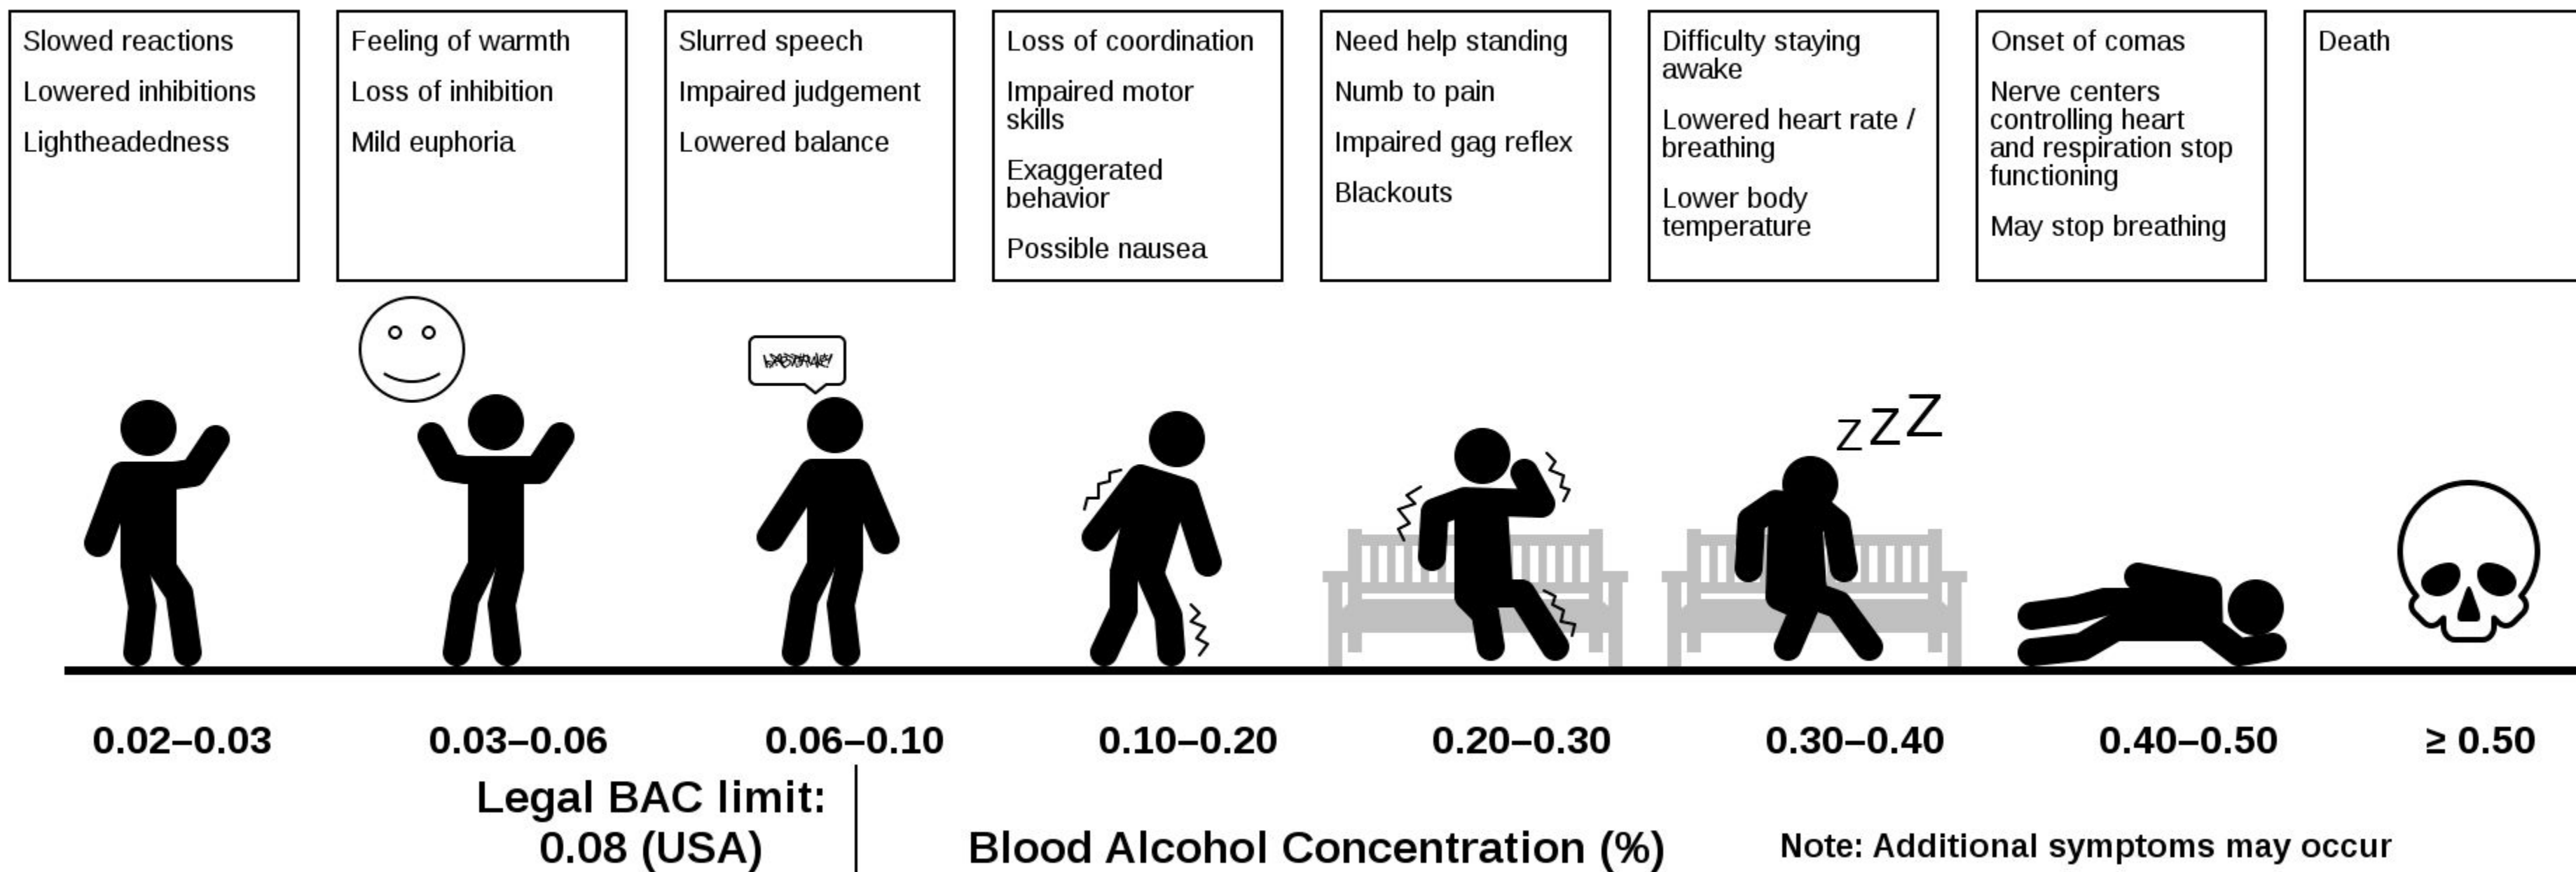 Slowed reactions
Lowered inhibitions
Lightheadedness
Feeling of warmth
Loss of inhibition
Mild euphoria
Slurred speech
Impaired judgement
Lowered balance
Loss of coordination
Impaired motor
skills
Exaggerated
behavior
Possible nausea
Need help standing
Numb to pain
Impaired gag reflex
Blackouts
Difficulty staying
awake
Lowered heart rate /
breathing
Lower body
temperature
Onset of comas
Nerve centers
controlling heart
and respiration stop
functioning
May stop breathing
Death
z z Z
0.02–0.03
0.03–0.06
0.06–0.10
0.10–0.20
0.20–0.30
0.30–0.40
0.40–0.50
≥ 0.50
Legal BAC limit:
0.08 (USA)
Blood Alcohol Concentration (%)
Note: Additional symptoms may occur